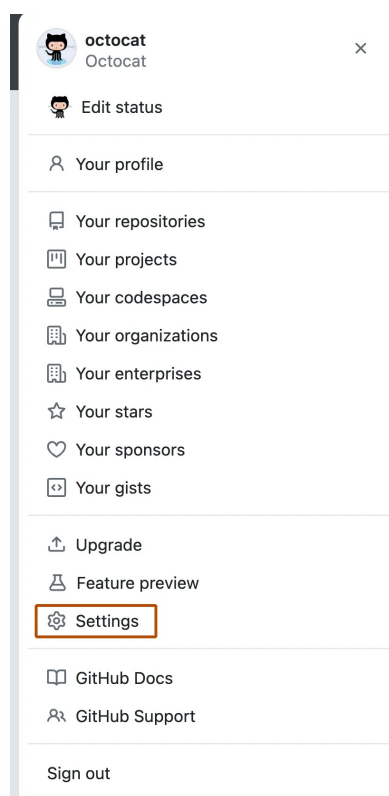 octocat
Octocat
Edit status
Your profile
Your repositories
Your projects
Your codespaces
Your organizations
Your enterprises
Your stars
Your sponsors
Your gists
Upgrade
Feature preview
Settings
GitHub Docs
GitHub Support
Sign out